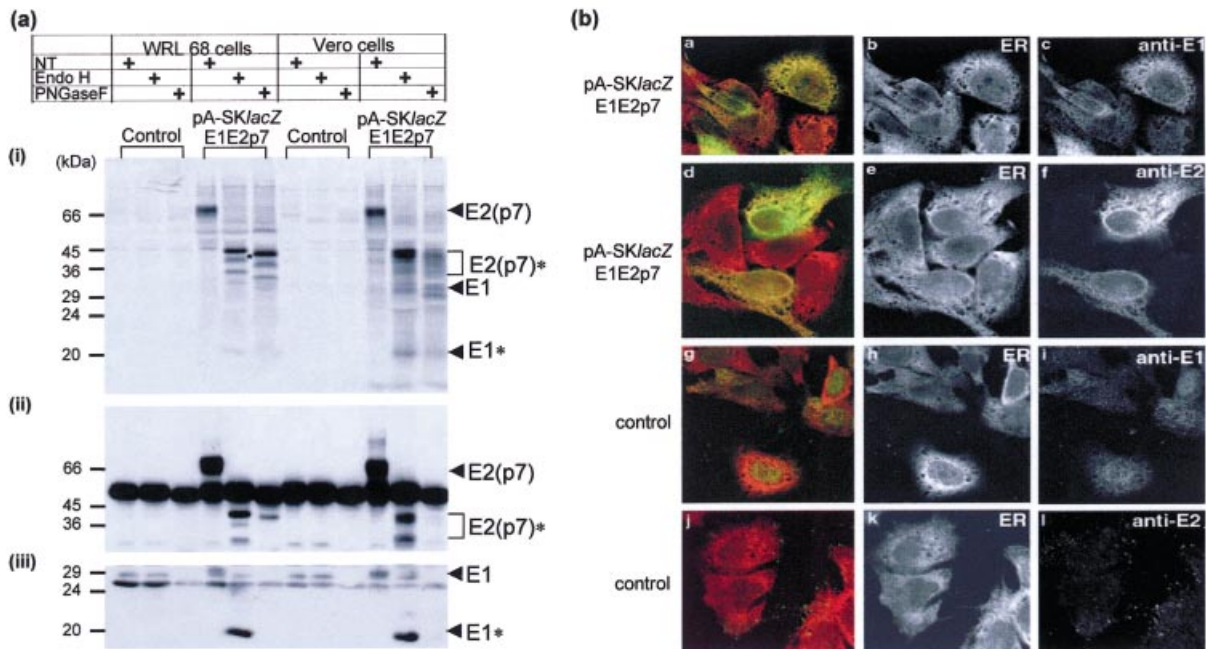 (a)
WRL 68 cells Vero cells
NT + + + +
Endo H + + + +
PNGaseF + + + +
Control pA-SKlacZ E1E2p7 Control pA-SKlacZ E1E2p7
(i) (kDa)
66
45
36
29
24
20
E2(p7)
E2(p7)*
E1
E1*
(ii)
66
45
36
E2(p7)
E2(p7)*
(iii)
29
24
20
E1
E1*
(b)
pA-SKlacZ
E1E2p7
a b ER c anti-E1
pA-SKlacZ
E1E2p7
d e ER f anti-E2
control
g h ER i anti-E1
control
j k ER l anti-E2